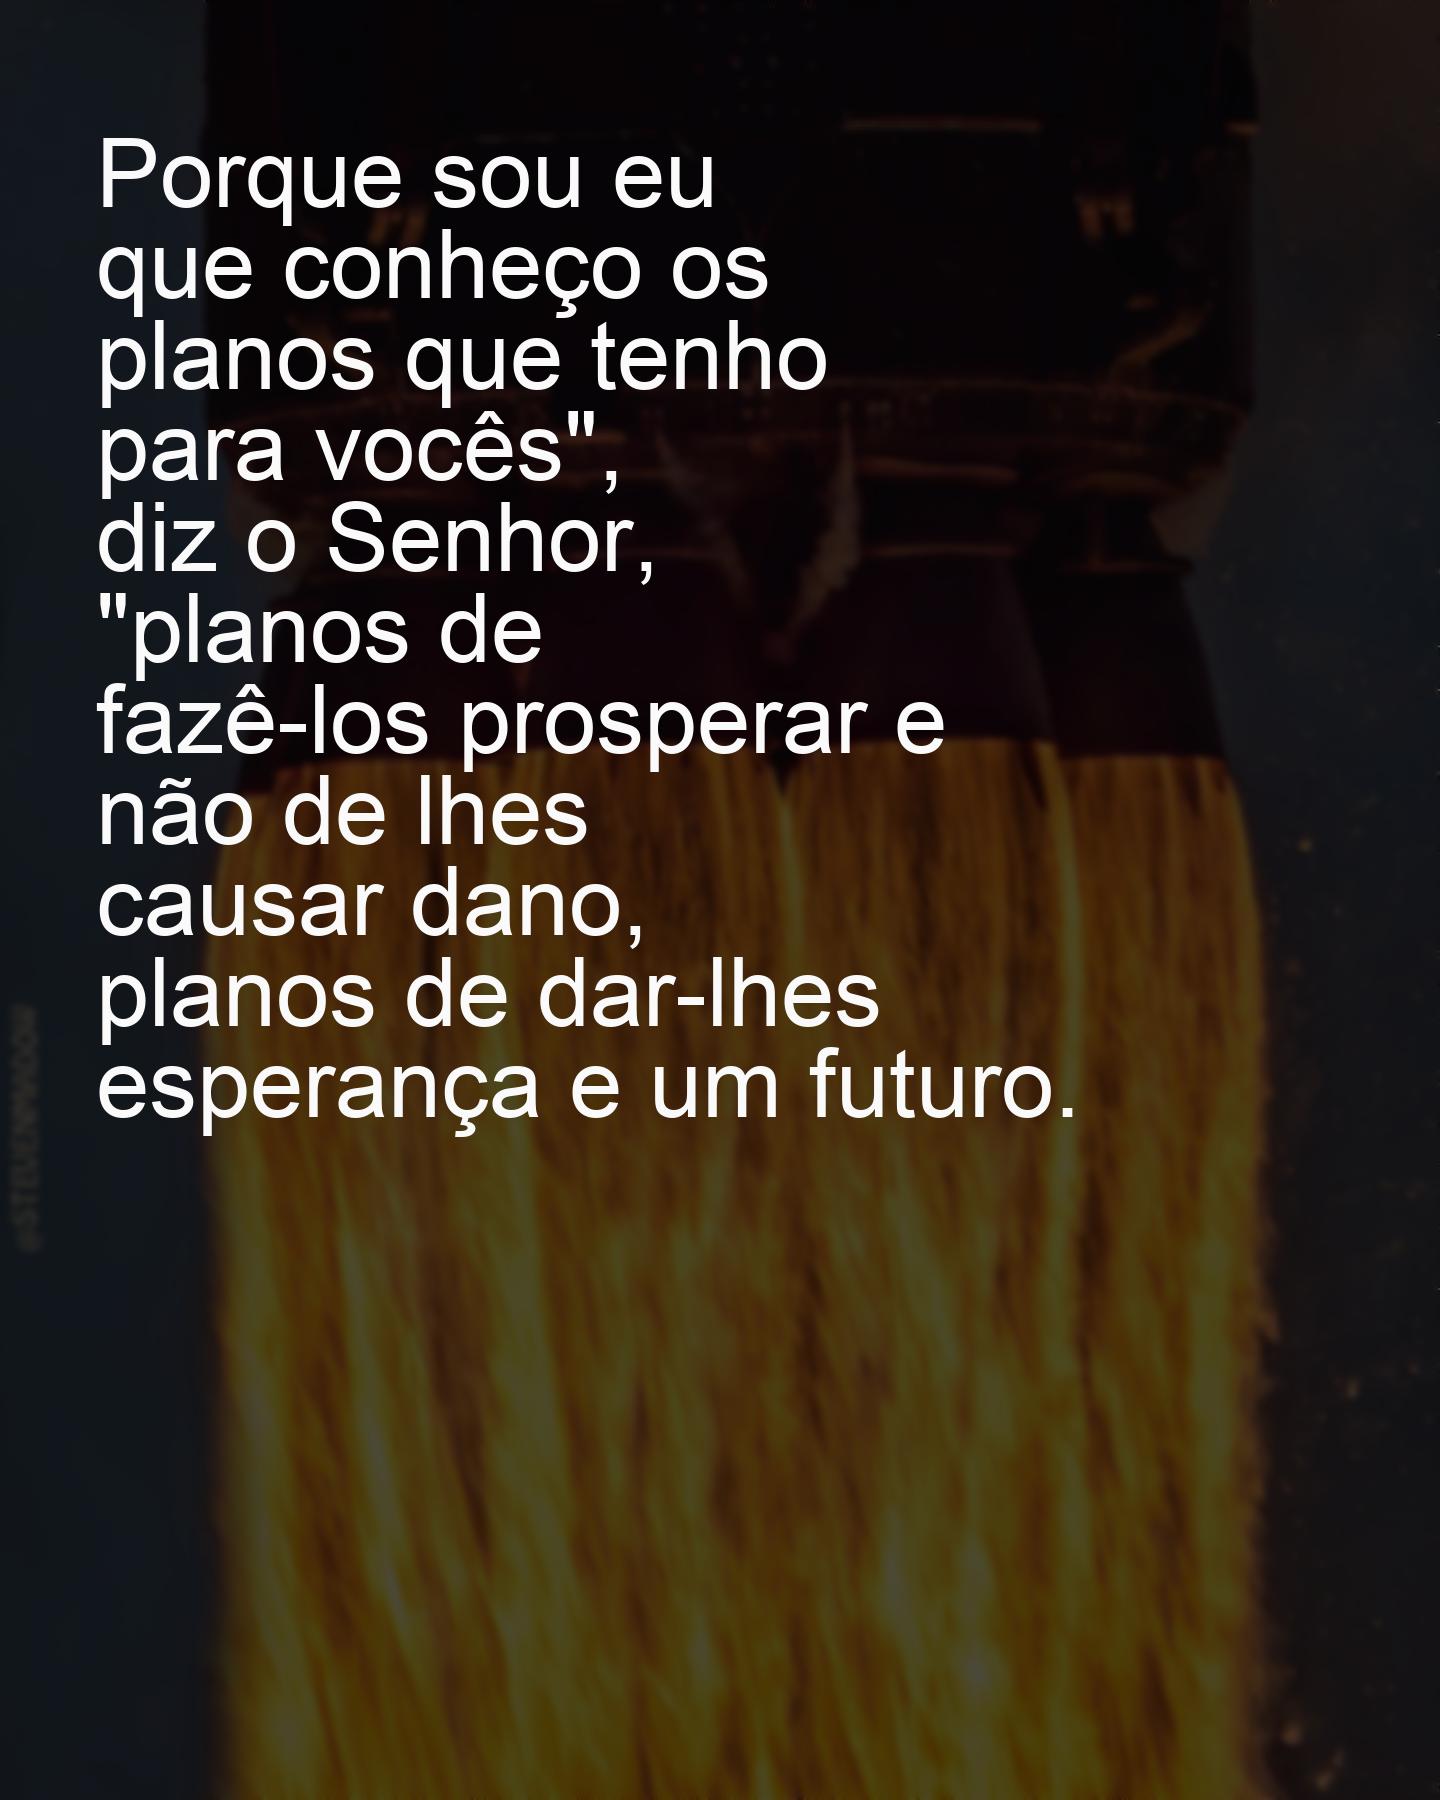 Porque sou eu
que conheço os
planos que tenho
para vocês",
diz o Senhor,
"planos de
fazê-los prosperar e
não de lhes
causar dano,
planos de dar-lhes
esperança e um futuro.
@STEVENMADOW